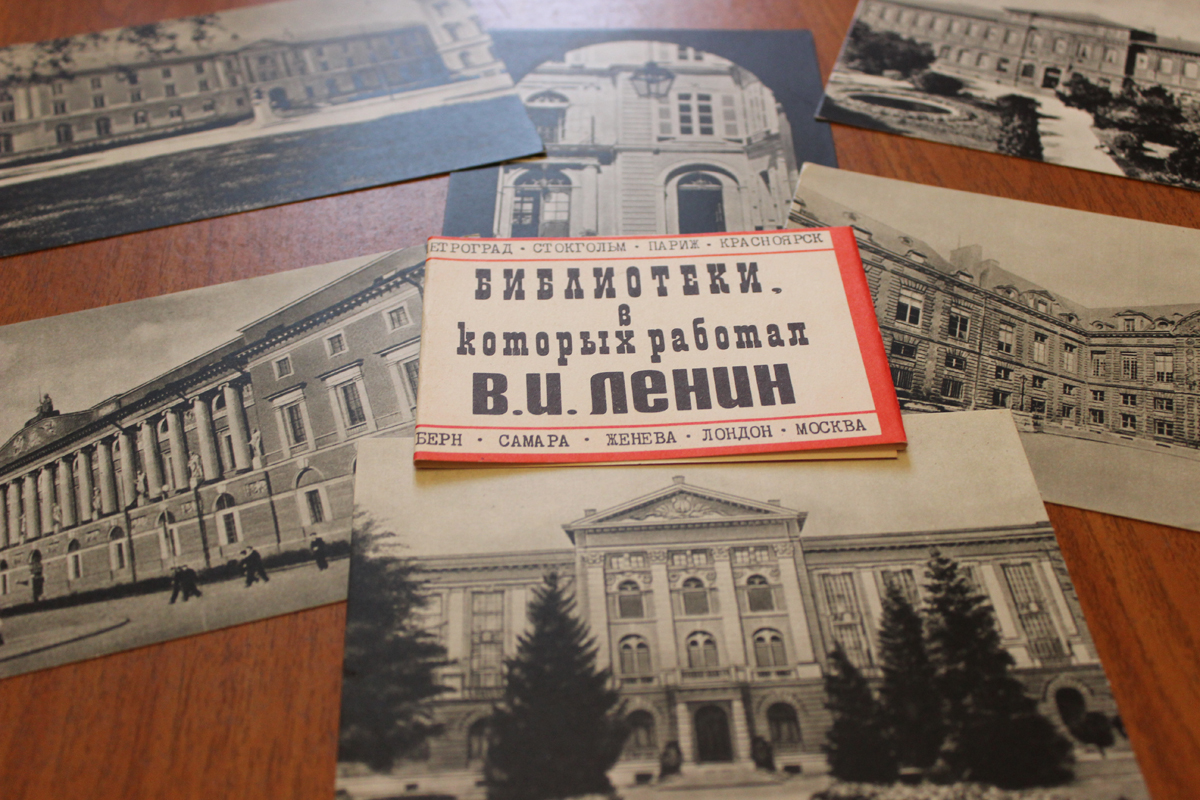 ЕТРОГРАД · СТОКГОЛЬМ · ПАРИЖ · КРАСНОЯРСК
БИБЛИОТЕКИ,
в
которых работал
В.И. Ленин
БЕРН · САМАРА · ЖЕНЕВА · ЛОНДОН · МОСКВА